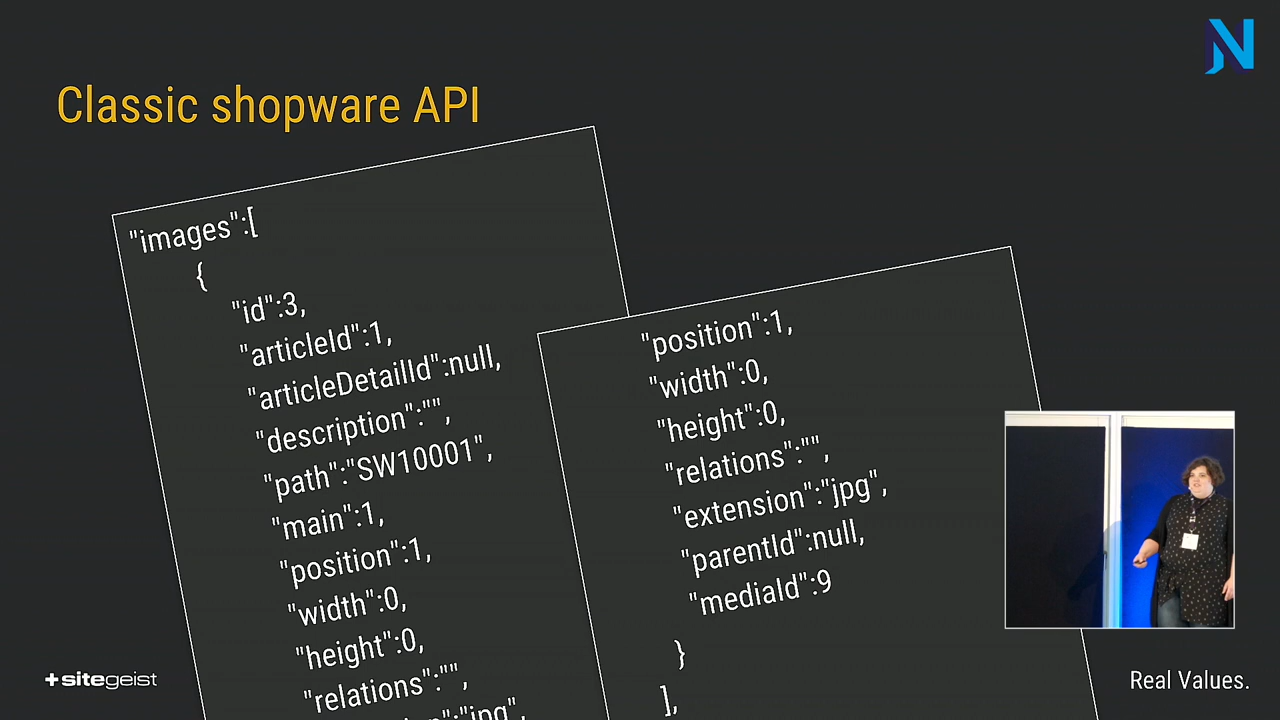 Classic shopware API
"images":[
{
"id":3,
"articleId":1,
"articleDetailId":null,
"description":"",
"path":"SW10001",
"main":1,
"position":1,
"width":0,
"height":0,
"relations":"",
"jpg",
"position":1,
"width":0,
"height":0,
"relations":"",
"extension":"jpg",
"parentId":null,
"mediaId":9
}
],
+sitegeist
Real Values.